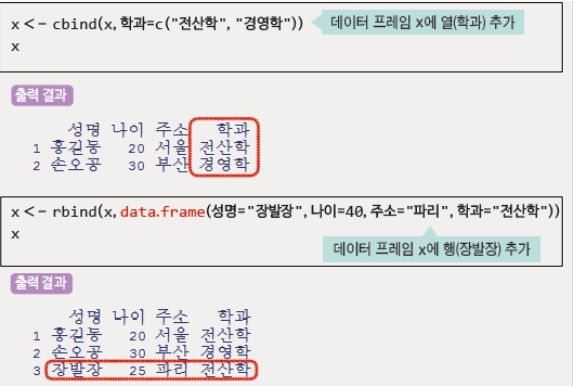 x <- cbind(x, 학과=c("전산학", "경영학")) 데이터 프레임 x에 열(학과) 추가
x
출력 결과
성명 나이 주소 학과
1 홍길동 20 서울 전산학
2 손오공 30 부산 경영학
x <- rbind(x, data.frame(성명="장발장", 나이=40, 주소="파리", 학과="전산학"))
x
데이터 프레임 x에 행(장발장) 추가
출력 결과
성명 나이 주소 학과
1 홍길동 20 서울 전산학
2 손오공 30 부산 경영학
3 장발장 25 파리 전산학